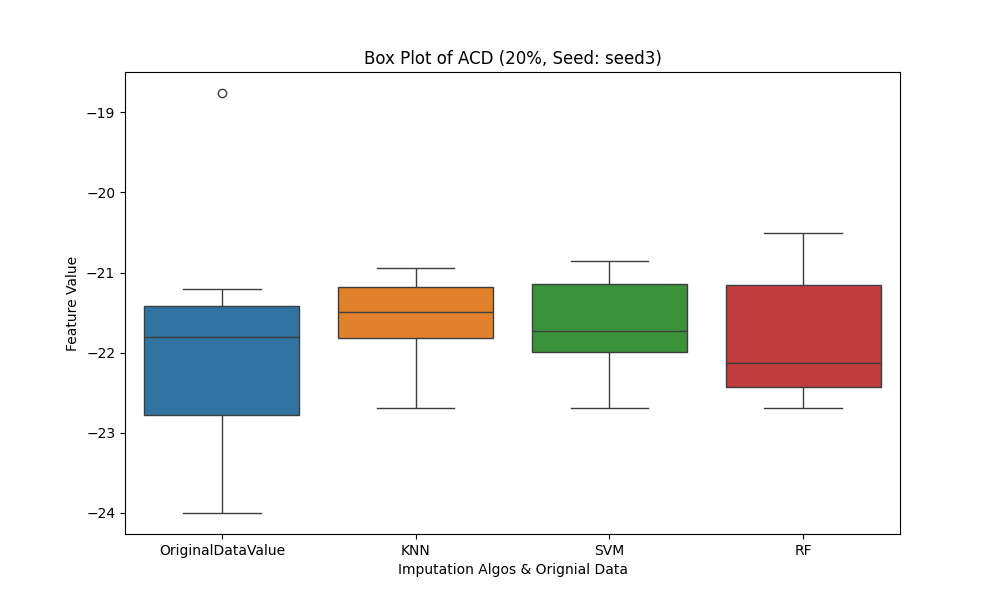 Box Plot of ACD (20%, Seed: seed3)
Feature Value
−19
−20
−21
−22
−23
−24
OriginalDataValue
KNN
SVM
RF
Imputation Algos & Orignial Data